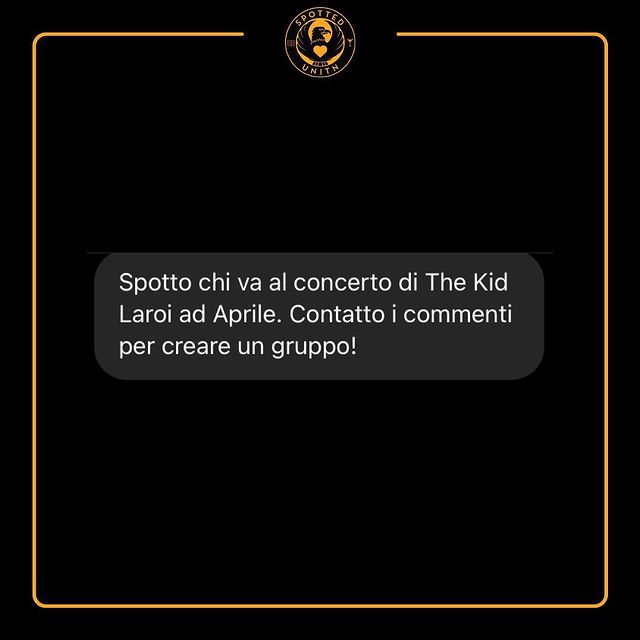 SPOTTED
UNITN
Spotto chi va al concerto di The Kid
Laroi ad Aprile. Contatto i commenti
per creare un gruppo!